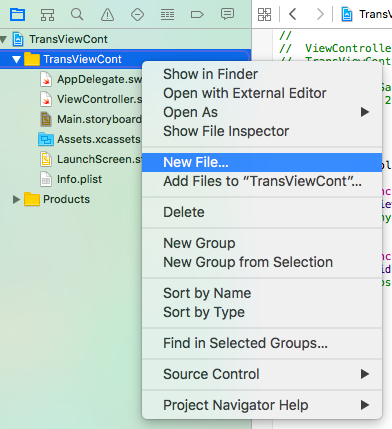 TransViewCont
TransV
TransViewCont
AppDelegate.sw
ViewController.s
Main.storyboard
Assets.xcassets
LaunchScreen.s
Info.plist
Products
//
// ViewControlle
// TransViewCont
Show in Finder
Open with External Editor
Open As
Show File Inspector
New File...
Add Files to “TransViewCont”...
Delete
New Group
New Group from Selection
Sort by Name
Sort by Type
Find in Selected Groups...
Source Control
Project Navigator Help